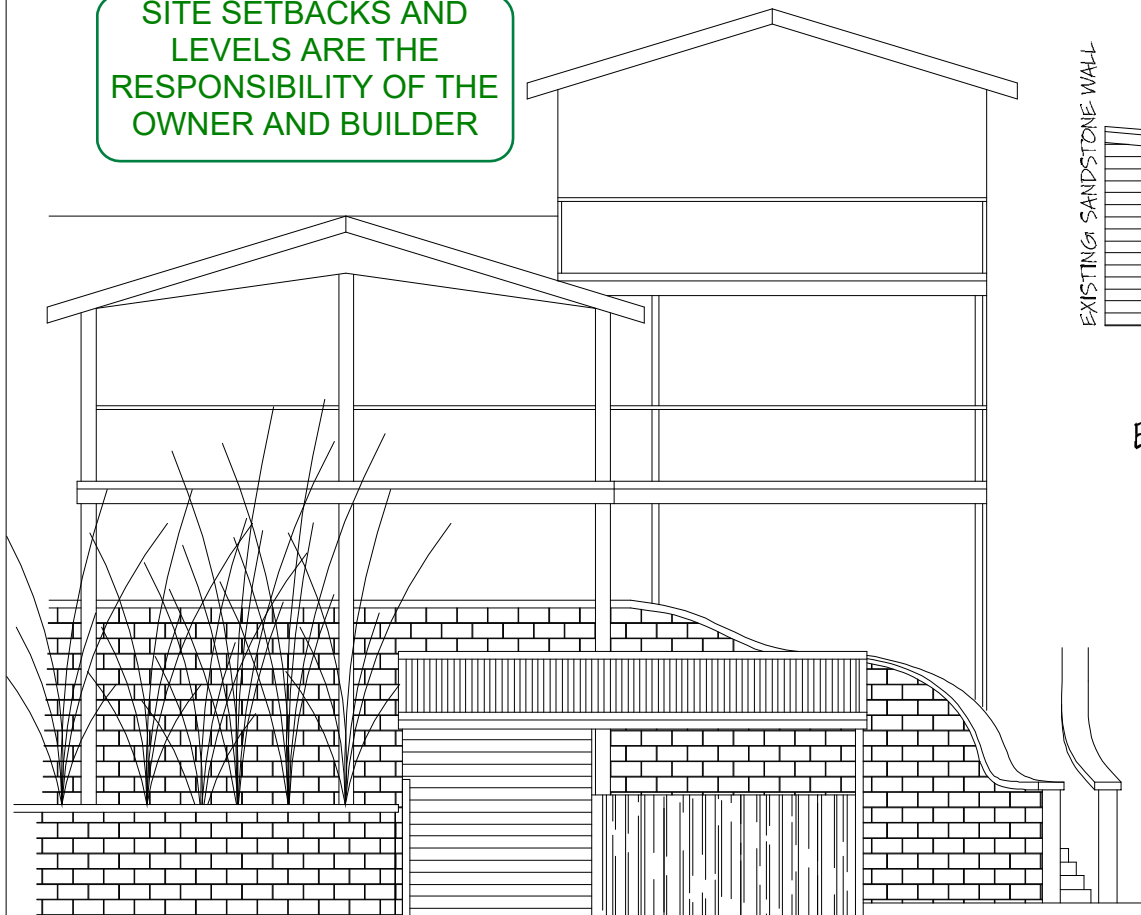 SITE SETBACKS AND
LEVELS ARE THE
RESPONSIBILITY OF THE
OWNER AND BUILDER
EXISTING SANDSTONE WALL